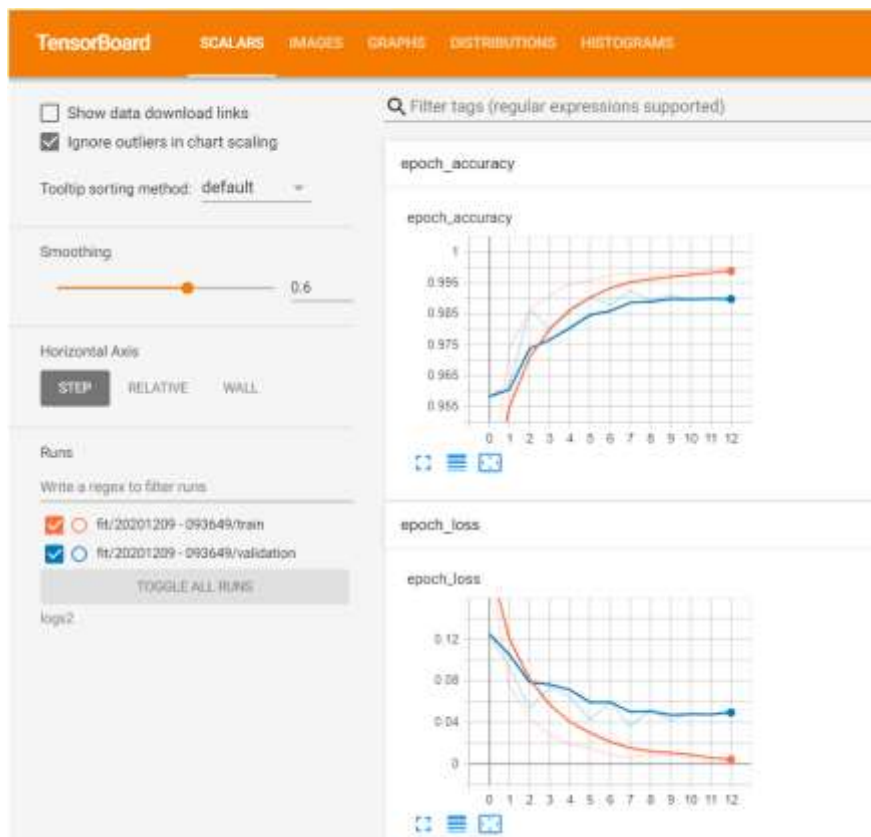 TensorBoard SCALARS IMAGES GRAPHS DISTRIBUTIONS HISTOGRAMS
Show data download links
Ignore outliers in chart scaling
Tooltip sorting method: default
Smoothing
0.6
Horizontal Axis
STEP RELATIVE WALL
Runs
Write a regex to filter runs
fit/20201209 - 093649/train
fit/20201209 - 093649/validation
TOGGLE ALL RUNS
logs2
Filter tags (regular expressions supported)
epoch_accuracy
epoch_accuracy
1
0.995
0.985
0.975
0.965
0.955
0 1 2 3 4 5 6 7 8 9 10 11 12
epoch_loss
epoch_loss
0.12
0.08
0.04
0
0 1 2 3 4 5 6 7 8 9 10 11 12